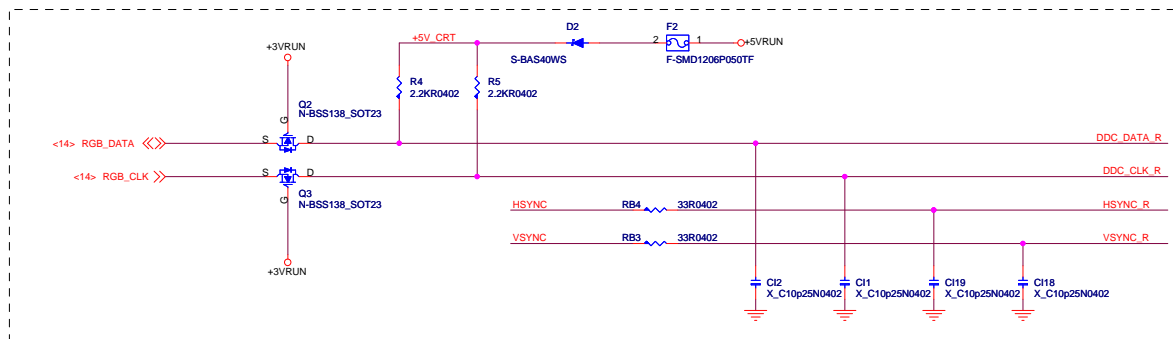 D2
F2
+3VRUN
+5V_CRT
2
1
+5VRUN
S-BAS40WS
F-SMD1206P050TF
R4
2.2KR0402
R5
2.2KR0402
Q2
N-BSS138_SOT23
G
<14> RGB_DATA
S
D
DDC_DATA_R
<14> RGB_CLK
S
D
DDC_CLK_R
Q3
N-BSS138_SOT23
G
HSYNC
RB4
33R0402
HSYNC_R
VSYNC
RB3
33R0402
VSYNC_R
+3VRUN
CI2
X_C10p25N0402
CI1
X_C10p25N0402
CI19
X_C10p25N0402
CI18
X_C10p25N0402